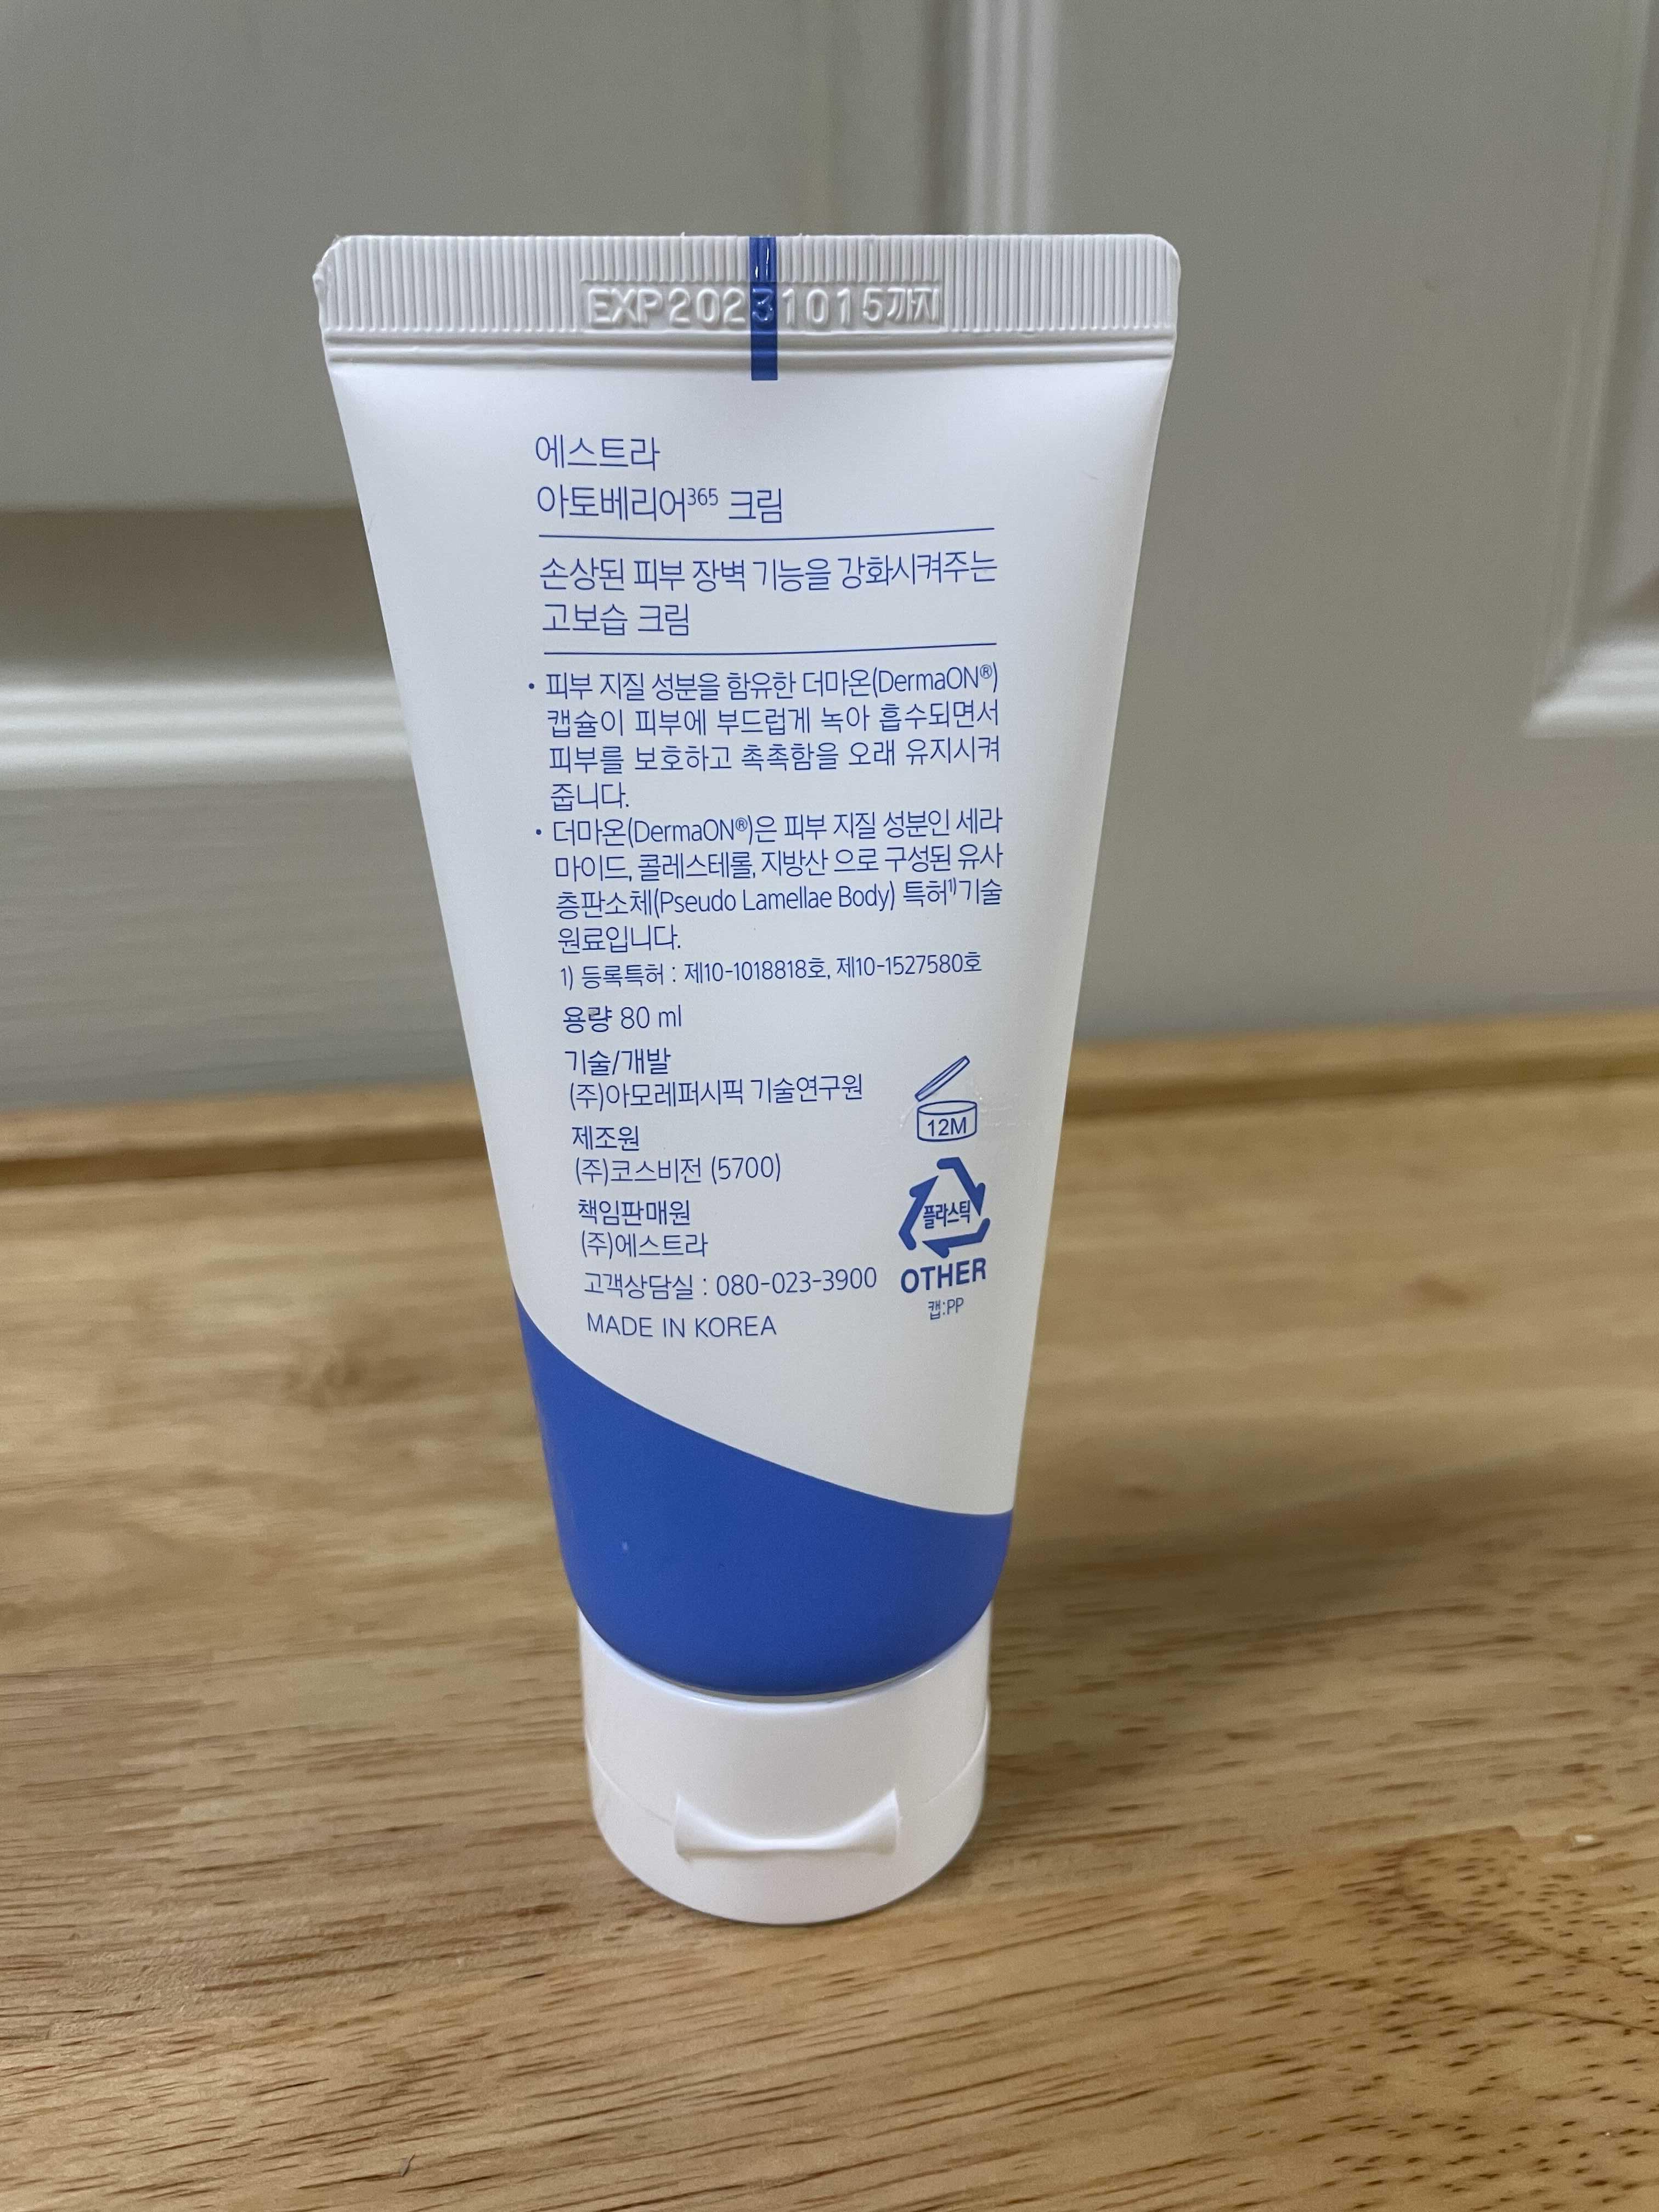 EXP20231015까지
에스트라
아토베리어365 크림
손상된 피부 장벽 기능을 강화시켜주는
고보습 크림
• 피부 지질 성분을 함유한 더마온(DermaON®)
캡슐이 피부에 부드럽게 녹아 흡수되면서
피부를 보호하고 촉촉함을 오래 유지시켜
줍니다.
• 더마온(DermaON®)은 피부 지질 성분인 세라
마이드, 콜레스테롤, 지방산 으로 구성된 유사
층판소체(Pseudo Lamellae Body) 특허1)기술
원료입니다.
1) 등록특허 : 제10-1018818호, 제10-1527580호
용량 80 ml
기술/개발
(주)아모레퍼시픽 기술연구원
제조원
(주)코스비전 (5700)
책임판매원
(주)에스트라
고객상담실 : 080-023-3900
MADE IN KOREA
12M
플라스틱
OTHER
캡:PP